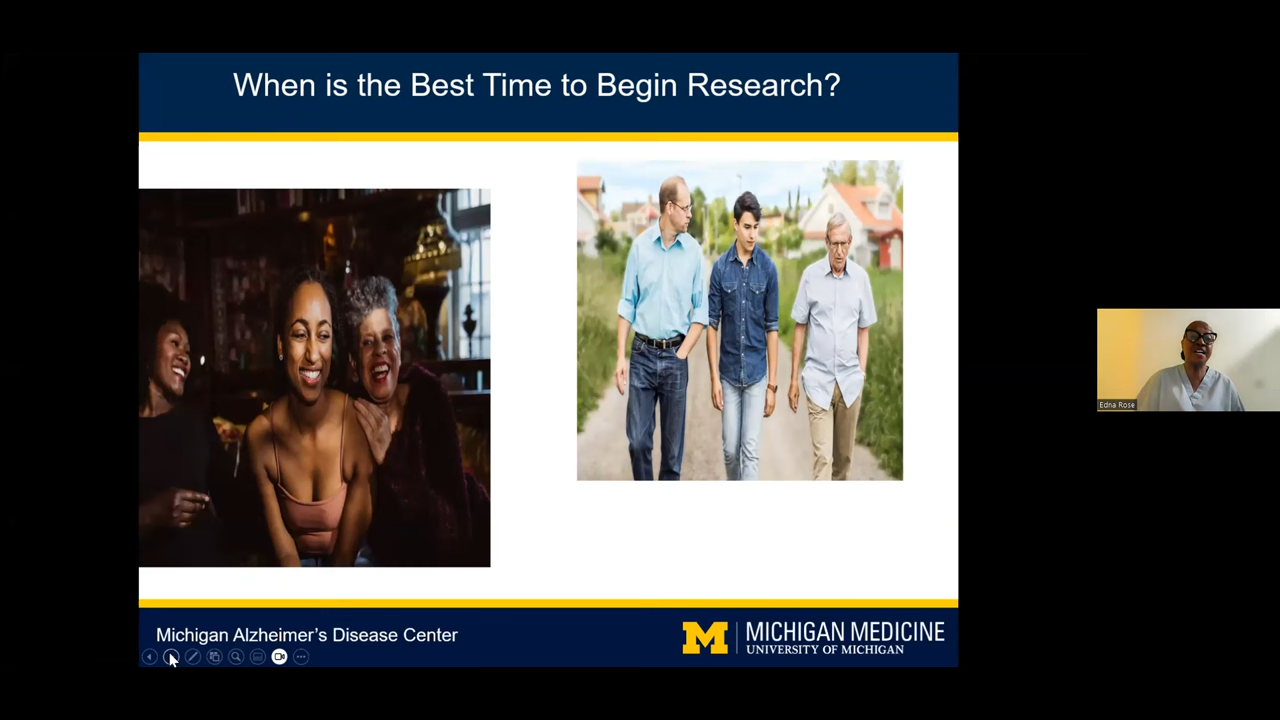 When is the Best Time to Begin Research?
Edna Rose
Michigan Alzheimer's Disease Center
M
MICHIGAN MEDICINE
UNIVERSITY OF MICHIGAN